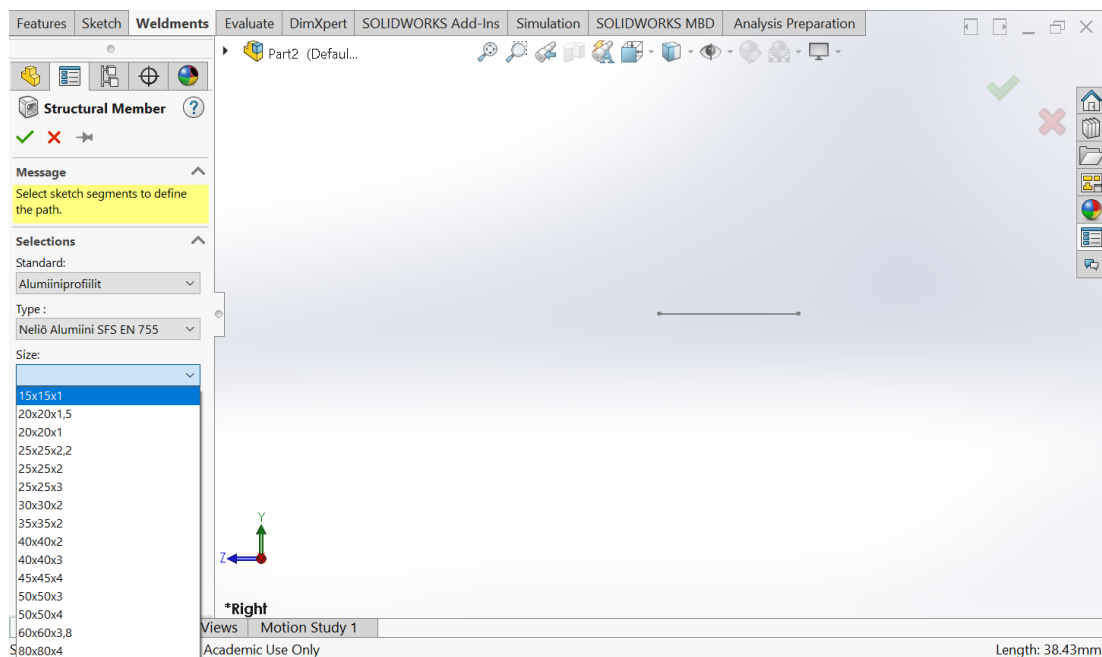 Features Sketch Weldments Evaluate DimXpert SOLIDWORKS Add-Ins Simulation SOLIDWORKS MBD Analysis Preparation
Part2 (Defaul...
Structural Member ?
Message
Select sketch segments to define
the path.
Selections
Standard:
Alumiiniprofiilit
Type :
Neliö Alumiini SFS EN 755
Size:
15x15x1
20x20x1,5
20x20x1
25x25x2,2
25x25x2
25x25x3
30x30x2
35x35x2
40x40x2
40x40x3
45x45x4
50x50x3
50x50x4
60x60x3,8
80x80x4
Y
Z
*Right
Views Motion Study 1
S Academic Use Only Length: 38.43mm